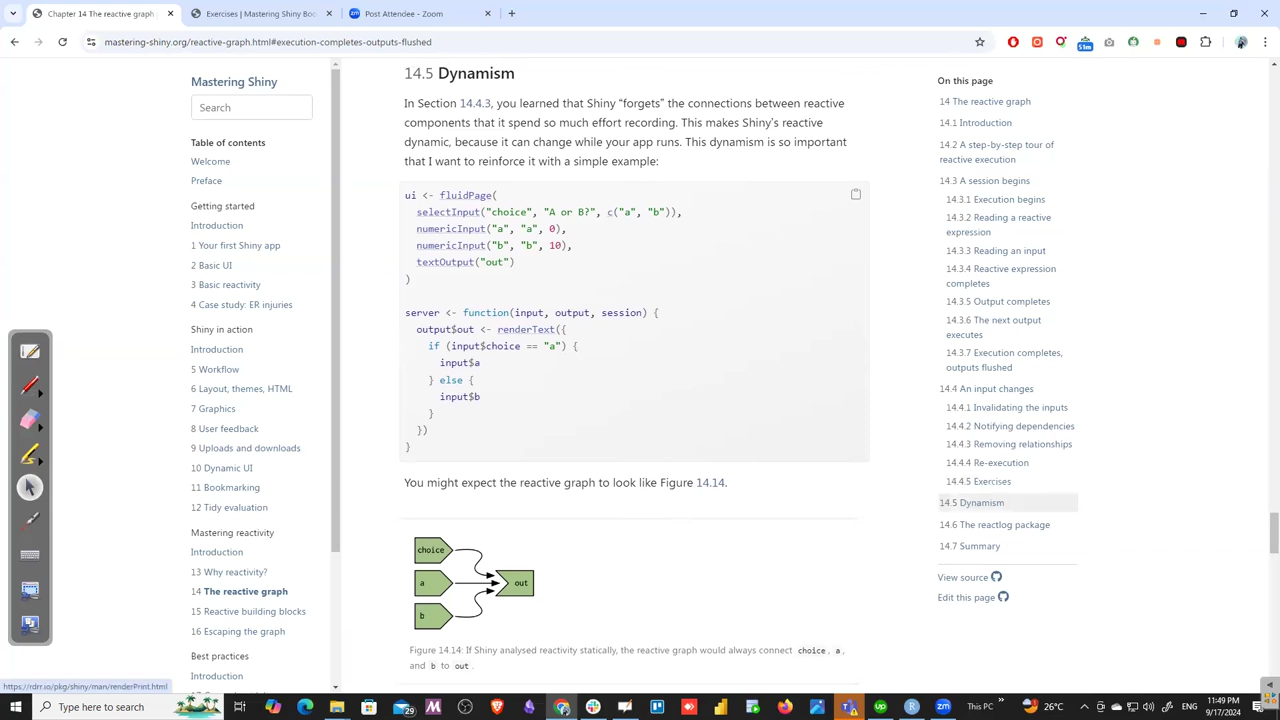 Chapter 14 The reactive graph
Exercises | Mastering Shiny Boo
Post Attendee - Zoom
mastering-shiny.org/reactive-graph.html#execution-completes-outputs-flushed
51m
Mastering Shiny
Search
Table of contents
Welcome
Preface
Getting started
Introduction
1 Your first Shiny app
2 Basic UI
3 Basic reactivity
4 Case study: ER injuries
Shiny in action
Introduction
5 Workflow
6 Layout, themes, HTML
7 Graphics
8 User feedback
9 Uploads and downloads
10 Dynamic UI
11 Bookmarking
12 Tidy evaluation
Mastering reactivity
Introduction
13 Why reactivity?
14 The reactive graph
15 Reactive building blocks
16 Escaping the graph
Best practices
Introduction
14.5 Dynamism
In Section 14.4.3, you learned that Shiny “forgets” the connections between reactive
components that it spend so much effort recording. This makes Shiny’s reactive
dynamic, because it can change while your app runs. This dynamism is so important
that I want to reinforce it with a simple example:
ui <- fluidPage(
selectInput("choice", "A or B?", c("a", "b")),
numericInput("a", "a", 0),
numericInput("b", "b", 10),
textOutput("out")
)
server <- function(input, output, session) {
output$out <- renderText({
if (input$choice == "a") {
input$a
} else {
input$b
}
})
}
You might expect the reactive graph to look like Figure 14.14.
choice
a
b
out
Figure 14.14: If Shiny analysed reactivity statically, the reactive graph would always connect choice, a,
and b to out.
On this page
14 The reactive graph
14.1 Introduction
14.2 A step-by-step tour of
reactive execution
14.3 A session begins
14.3.1 Execution begins
14.3.2 Reading a reactive
expression
14.3.3 Reading an input
14.3.4 Reactive expression
completes
14.3.5 Output completes
14.3.6 The next output
executes
14.3.7 Execution completes,
outputs flushed
14.4 An input changes
14.4.1 Invalidating the inputs
14.4.2 Notifying dependencies
14.4.3 Removing relationships
14.4.4 Re-execution
14.4.5 Exercises
14.5 Dynamism
14.6 The reactlog package
14.7 Summary
View source
Edit this page
https://rdrr.io/pkg/shiny/man/renderPrint.html
Type here to search
29
This PC
26°C
11:49 PM
9/17/2024